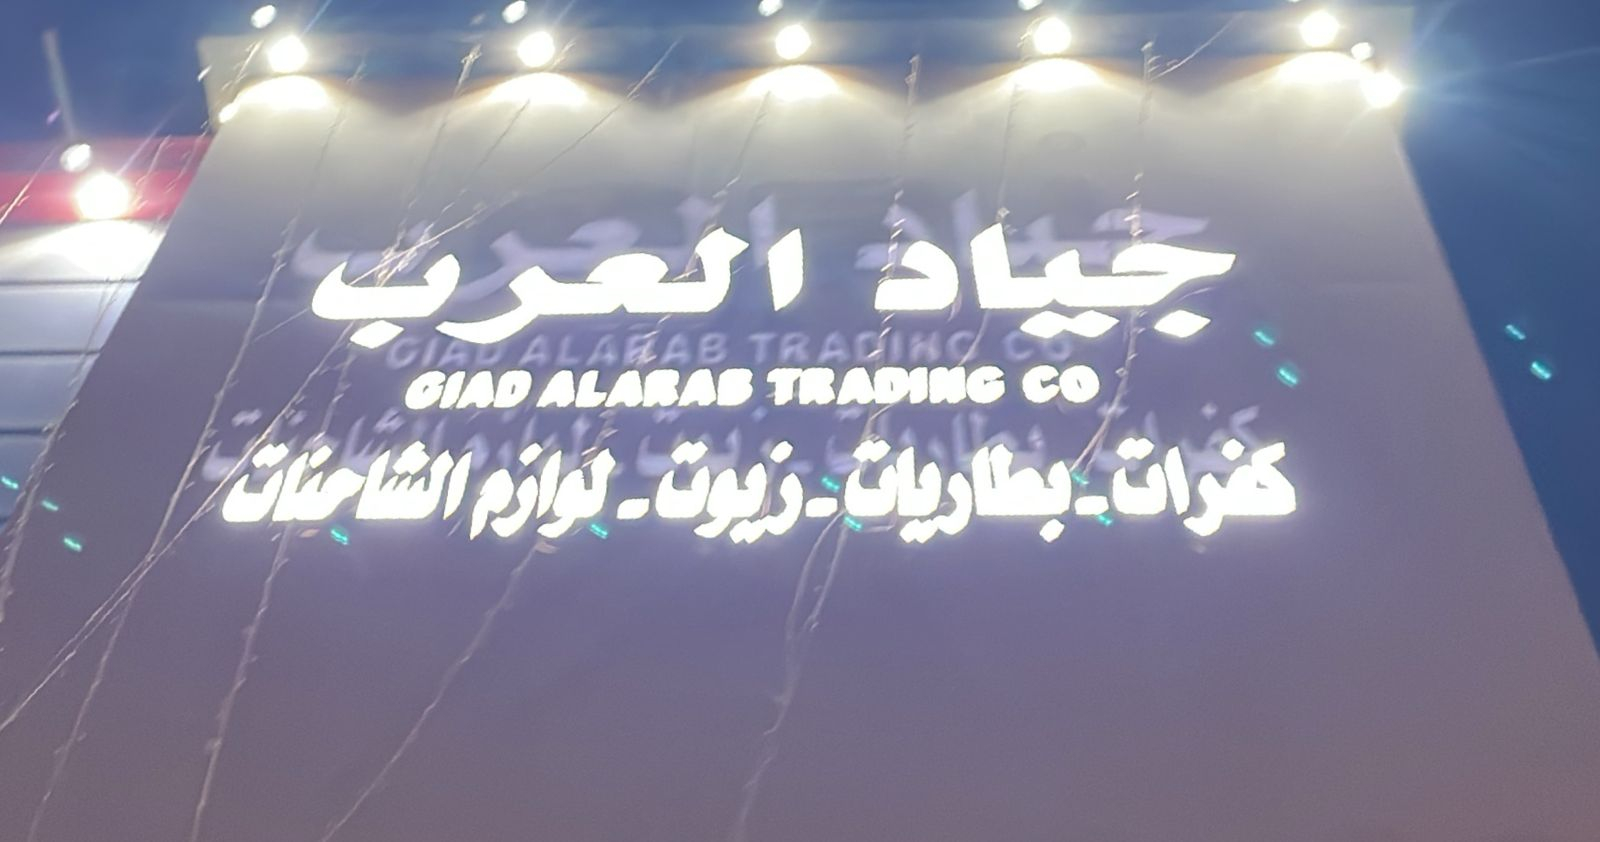 جياد العرب
GIAD ALARAB TRADING CO
كفرات - بطاريات - زيوت - لوازم الشاحنات